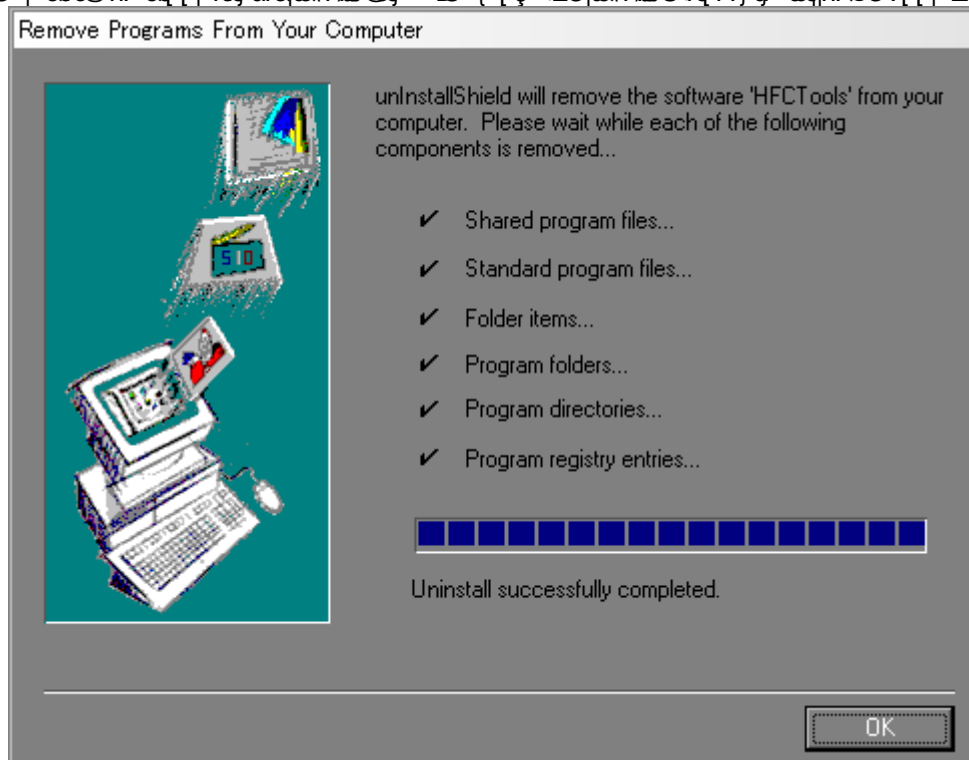 Remove Programs From Your Computer
unInstallShield will remove the software 'HFCTools' from your
computer. Please wait while each of the following
components is removed...
✔ Shared program files...
✔ Standard program files...
✔ Folder items...
✔ Program folders...
✔ Program directories...
✔ Program registry entries...
Uninstall successfully completed.
OK